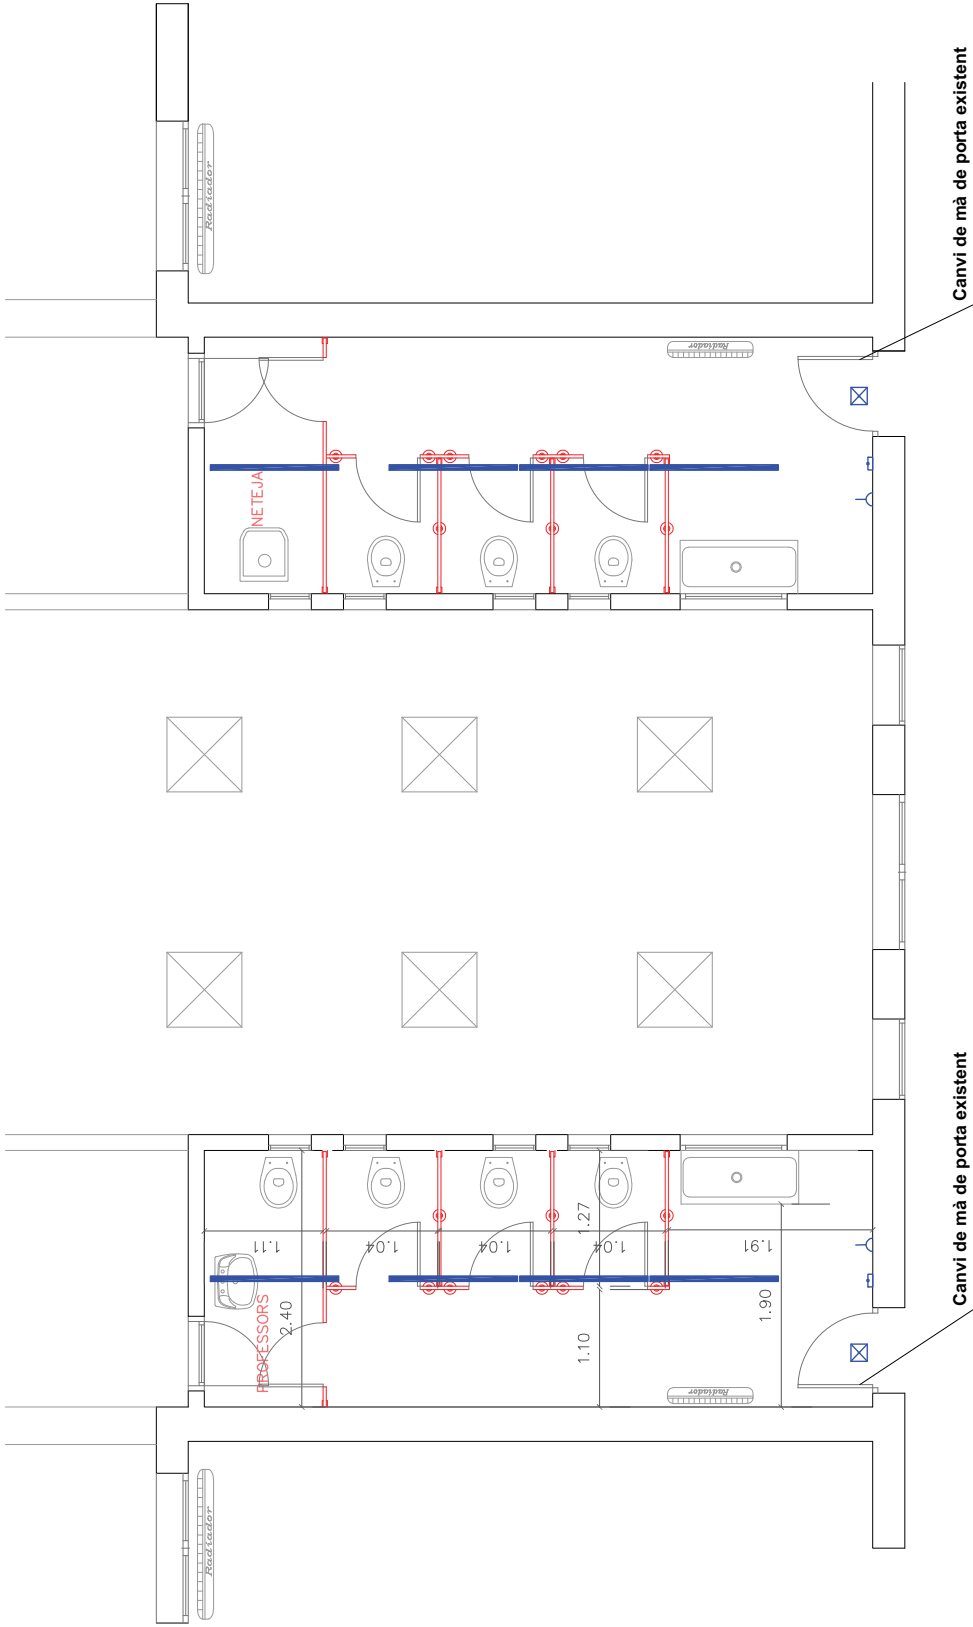 Radiador
Canvi de mà de porta existent
Radiador
NETEJA
Canvi de mà de porta existent
1.11
1.04
1.04
1.04
1.91
1.27
PROFESSORS
2.40
1.10
1.90
Radiador
Radiador